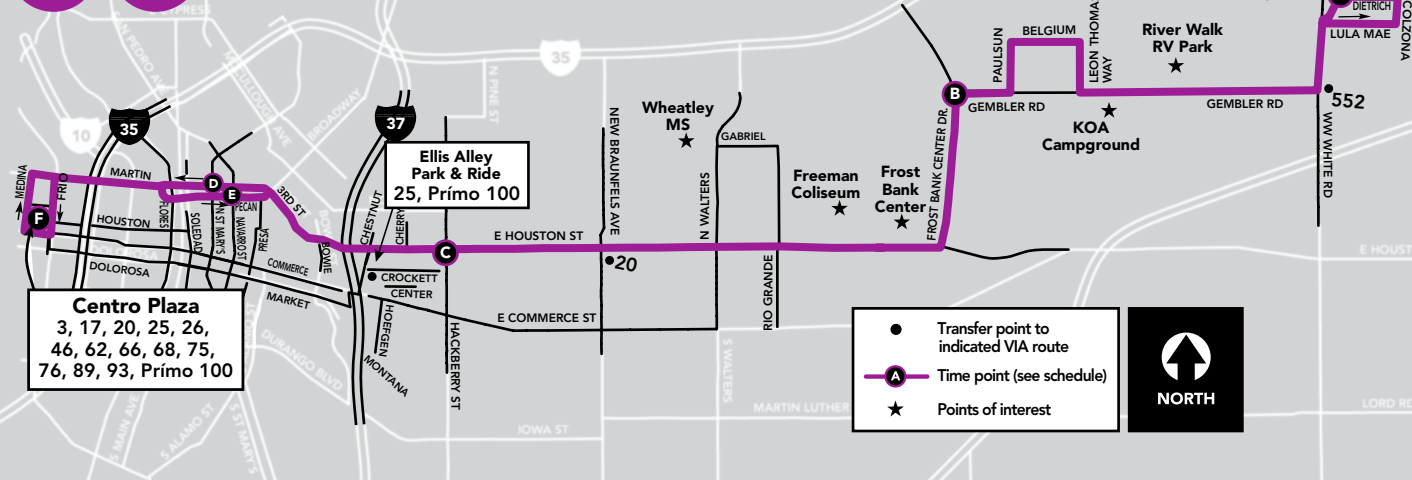 E CYPRESS
DIETRICH
LULA MAE
COLZONA
SAN PEDRO AVE
MCCULLOUGH AVE
BROADWAY
35
N PINE ST
PAULSUN
BELGIUM
LEON THOMAS
WAY
River Walk
RV Park
B
GEMBLER RD
GEMBLER RD
552
WW WHITE RD
KOA
Campground
10
35
37
Wheatley
MS
GABRIEL
NEW BRAUNFELS AVE
N WALTERS
FROST BANK CENTER DR.
Ellis Alley
Park & Ride
25, Prímo 100
Freeman
Coliseum
Frost
Bank
Center
MEDINA
FRIO
MARTIN
D
E
PECAN
3RD ST
F
HOUSTON
FLORES
SOLEDAD
N ST MARY'S
NAVARRO ST
PRESA
BOWIE
CHESTNUT
CHERRY
C
E HOUSTON ST
E HOUST
20
DOLOROSA
DOLOROSA
COMMERCE
MARKET
CROCKETT
CENTER
HOEFGEN
MONTANA
HACKBERRY ST
E COMMERCE ST
RIO GRANDE
Centro Plaza
3, 17, 20, 25, 26,
46, 62, 66, 68, 75,
76, 89, 93, Prímo 100
DURANGO BLVD
S WALTERS
S MAIN AVE
S ALAMO ST
S ST MARY'S
IOWA ST
MARTIN LUTHER
LORD RD
Transfer point to
indicated VIA route
A
Time point (see schedule)
Points of interest
NORTH